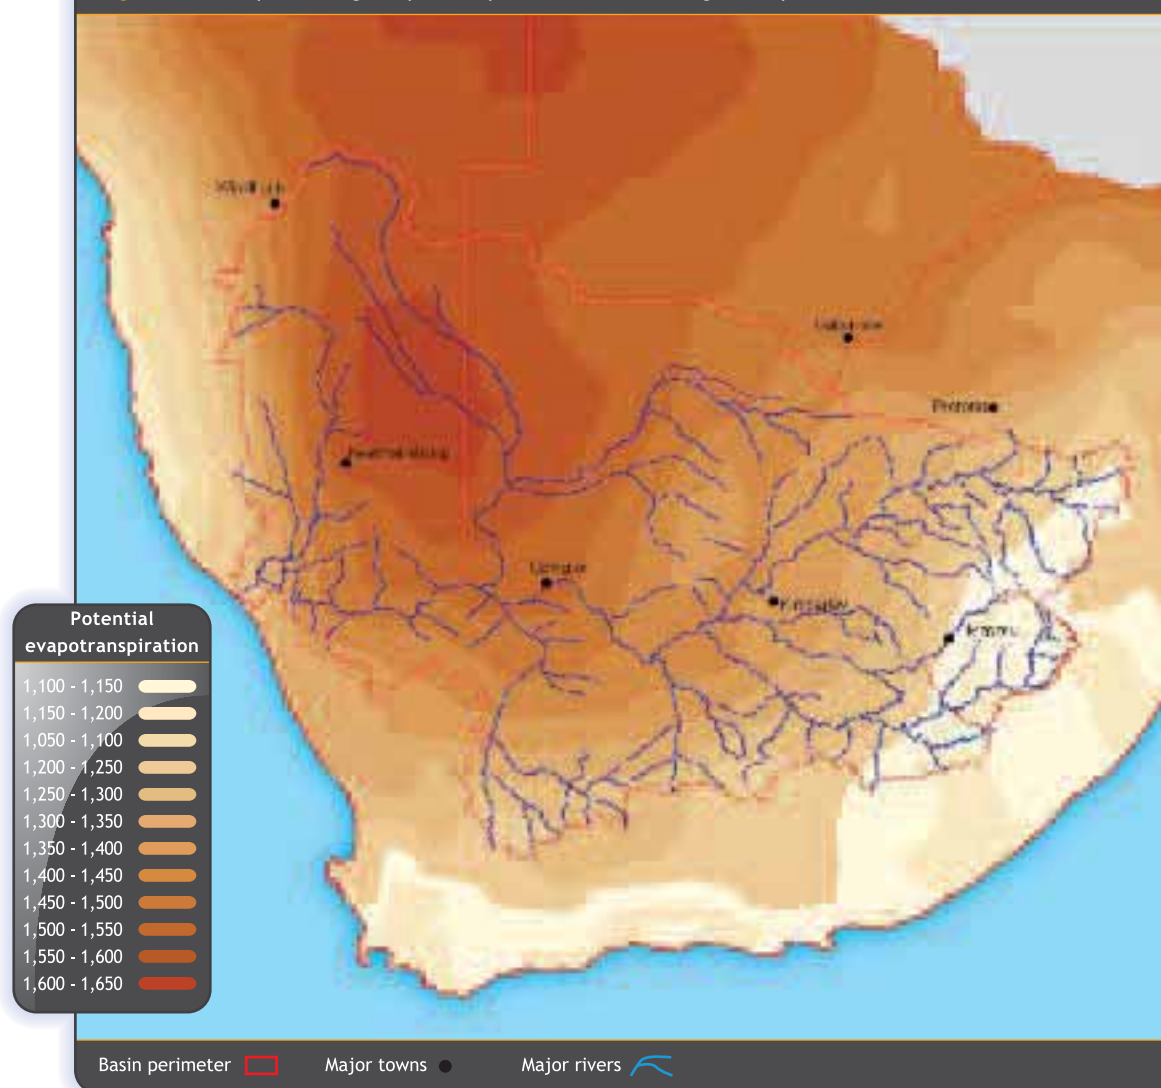 Pretoria
Upington
Kimberley
Maseru
Potential
evapotranspiration
1,100 - 1,150
1,150 - 1,200
1,050 - 1,100
1,200 - 1,250
1,250 - 1,300
1,300 - 1,350
1,350 - 1,400
1,400 - 1,450
1,450 - 1,500
1,500 - 1,550
1,550 - 1,600
1,600 - 1,650
Basin perimeter Major towns Major rivers